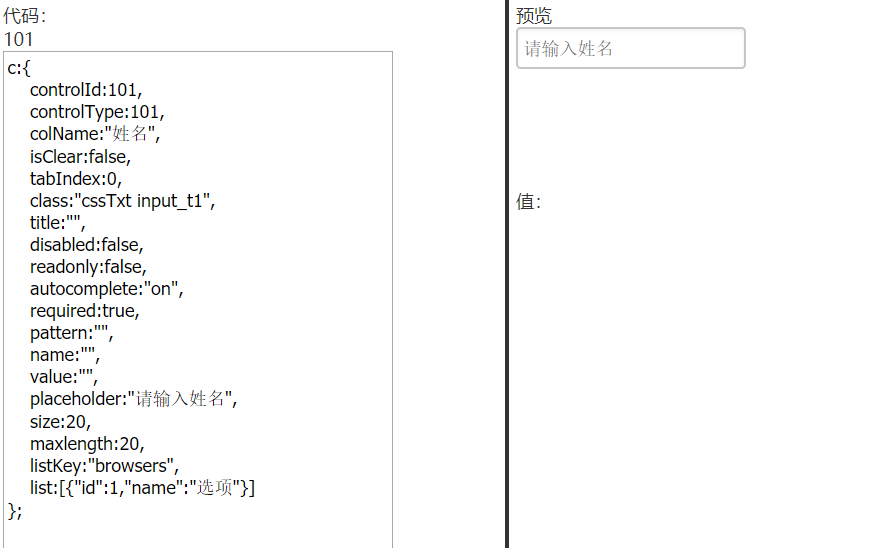 代码：
101
c:{
controlId:101,
controlType:101,
colName:"姓名",
isClear:false,
tabIndex:0,
class:"cssTxt input_t1",
title:"",
disabled:false,
readonly:false,
autocomplete:"on",
required:true,
pattern:"",
name:"",
value:"",
placeholder:"请输入姓名",
size:20,
maxlength:20,
listKey:"browsers",
list:[{"id":1,"name":"选项"}]
};
预览
请输入姓名
值：